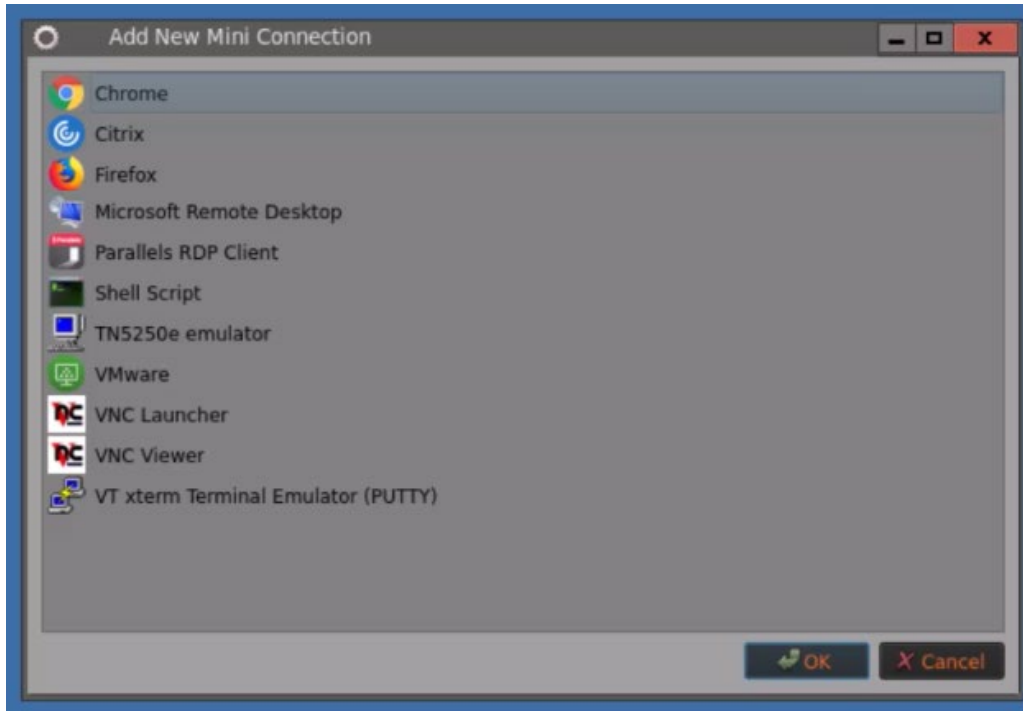 Add New Mini Connection
Chrome
Citrix
Firefox
Microsoft Remote Desktop
Parallels RDP Client
Shell Script
TN5250e emulator
VMware
VNC Launcher
VNC Viewer
VT xterm Terminal Emulator (PUTTY)
OK
X Cancel